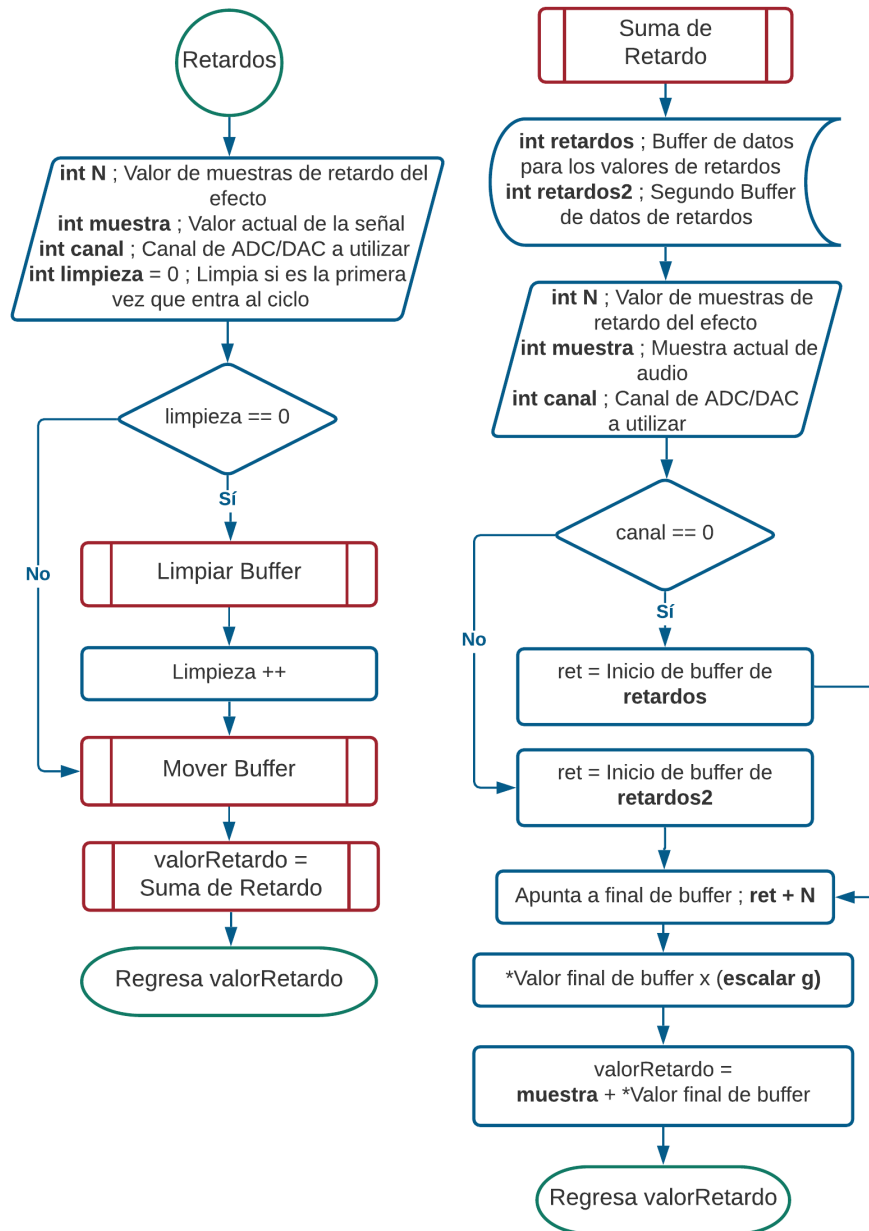 Retardos
int N ; Valor de muestras de retardo del
efecto
int muestra ; Valor actual de la señal
int canal ; Canal de ADC/DAC a utilizar
int limpieza = 0 ; Limpia si es la primera
vez que entra al ciclo
limpieza == 0
Sí
No
Limpiar Buffer
Limpieza ++
Mover Buffer
valorRetardo =
Suma de Retardo
Regresa valorRetardo
Suma de
Retardo
int retardos ; Buffer de datos
para los valores de retardos
int retardos2 ; Segundo Buffer
de datos de retardos
int N ; Valor de muestras de
retardo del efecto
int muestra ; Muestra actual de
audio
int canal ; Canal de ADC/DAC
a utilizar
canal == 0
Sí
No
ret = Inicio de buffer de
retardos
ret = Inicio de buffer de
retardos2
Apunta a final de buffer ; ret + N
*Valor final de buffer x (escalar g)
valorRetardo =
muestra + *Valor final de buffer
Regresa valorRetardo